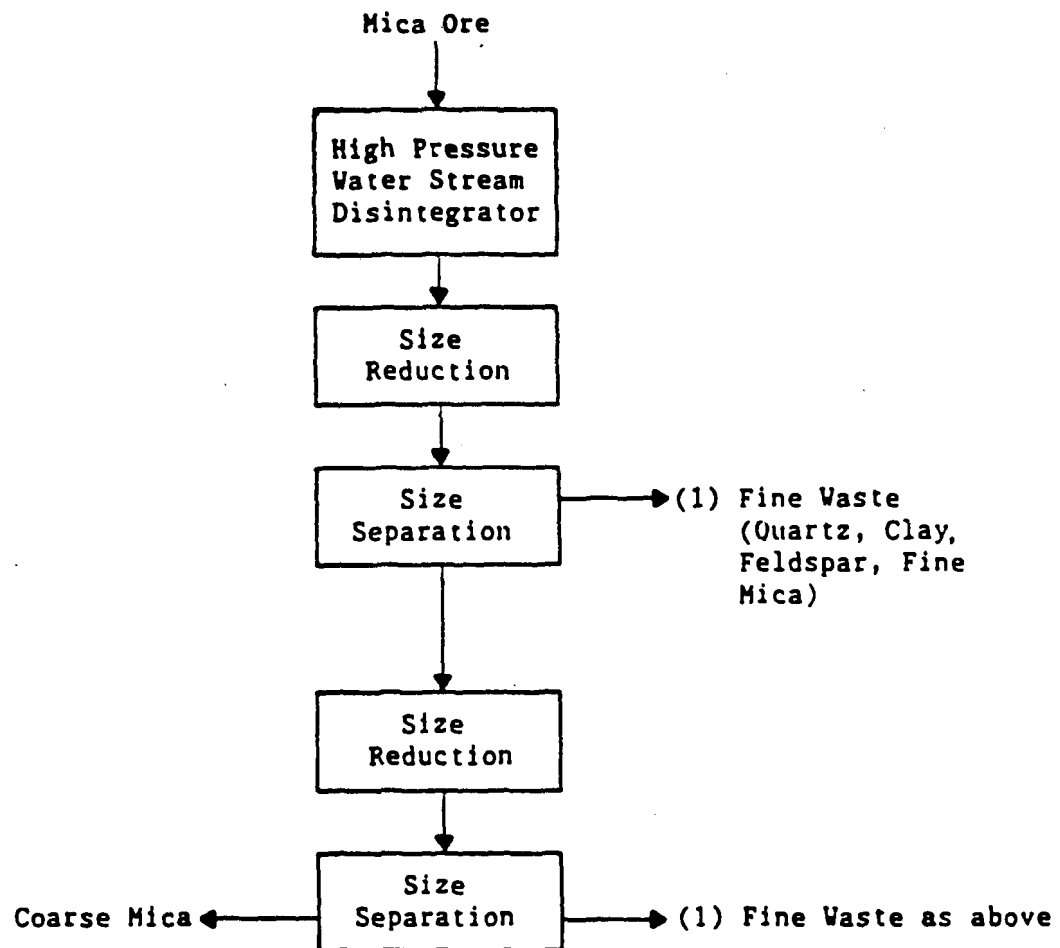 Mica Ore
High Pressure
Water Stream
Disintegrator
Size
Reduction
Size
Separation
(1) Fine Waste
(Quartz, Clay,
Feldspar, Fine
Mica)
Size
Reduction
Size
Separation
Coarse Mica
(1) Fine Waste as above